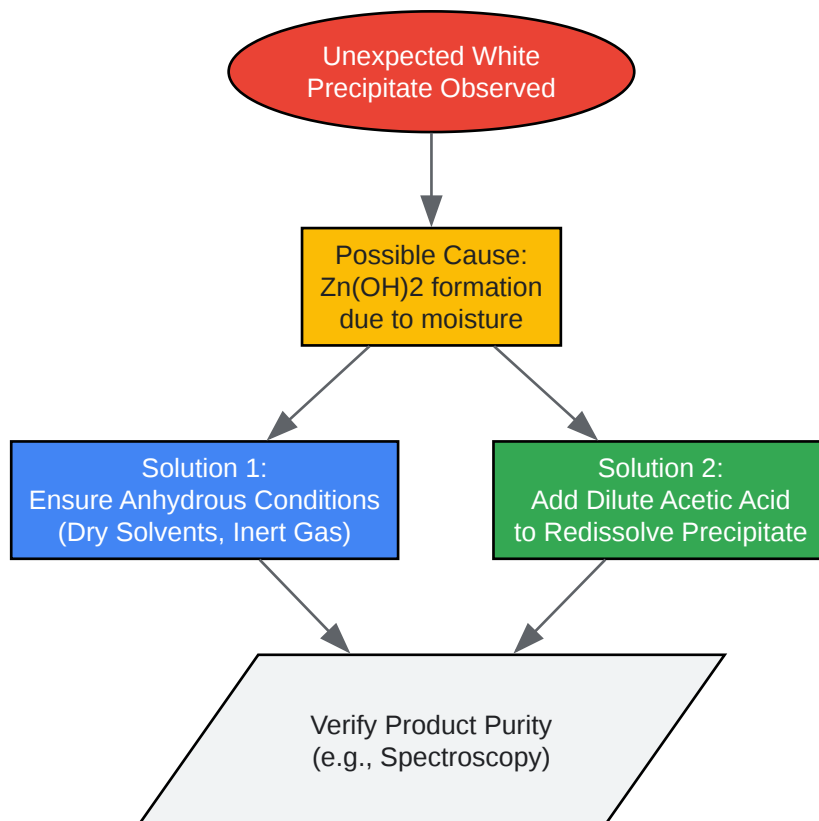 Unexpected White
Precipitate Observed
Possible Cause:
Zn(OH)2 formation
due to moisture
Solution 1:
Ensure Anhydrous Conditions
(Dry Solvents, Inert Gas)
Solution 2:
Add Dilute Acetic Acid
to Redissolve Precipitate
Verify Product Purity
(e.g., Spectroscopy)